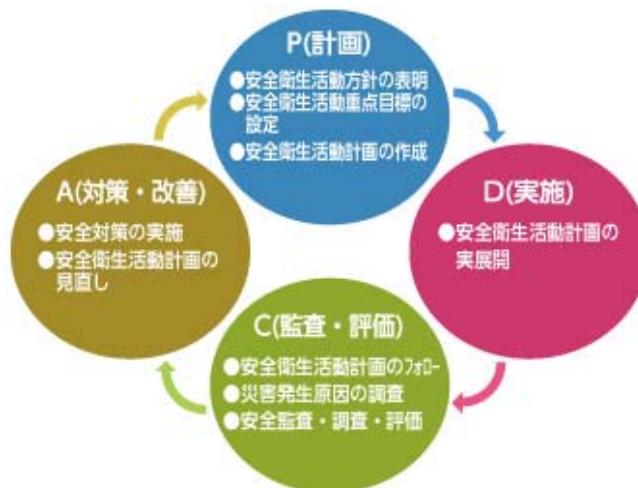 P(計画)
●安全衛生活動方針の表明
●安全衛生活動重点目標の
設定
●安全衛生活動計画の作成
D(実施)
●安全衛生活動計画の
実展開
C(監査・評価)
●安全衛生活動計画のﾌｫﾛｰ
●災害発生原因の調査
●安全監査・調査・評価
A(対策・改善)
●安全対策の実施
●安全衛生活動計画の
見直し